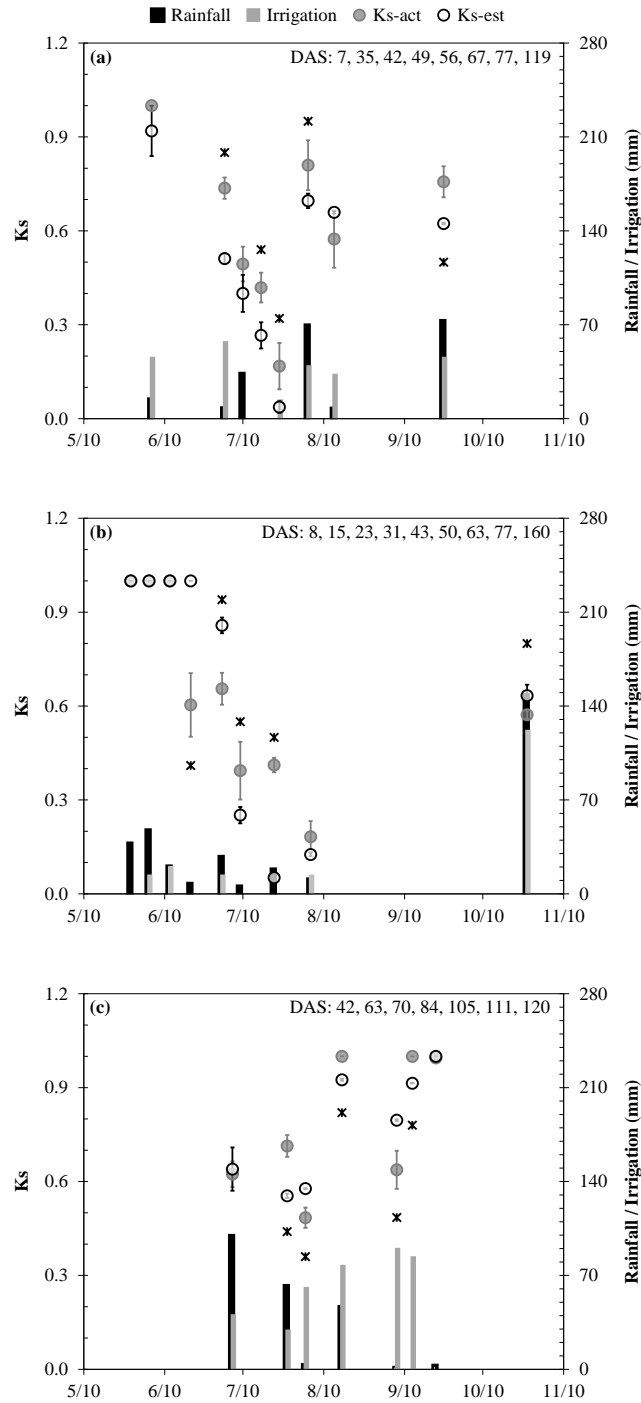 Rainfall Irrigation Ks-act Ks-est
(a) DAS: 7, 35, 42, 49, 56, 67, 77, 119
1.2 280
0.9 210
0.6 140
0.3 70
0.0 0
Ks
Rainfall / Irrigation (mm)
5/10 6/10 7/10 8/10 9/10 10/10 11/10
(b) DAS: 8, 15, 23, 31, 43, 50, 63, 77, 160
1.2 280
0.9 210
0.6 140
0.3 70
0.0 0
Ks
Rainfall / Irrigation (mm)
5/10 6/10 7/10 8/10 9/10 10/10 11/10
(c) DAS: 42, 63, 70, 84, 105, 111, 120
1.2 280
0.9 210
0.6 140
0.3 70
0.0 0
Ks
Rainfall / Irrigation (mm)
5/10 6/10 7/10 8/10 9/10 10/10 11/10